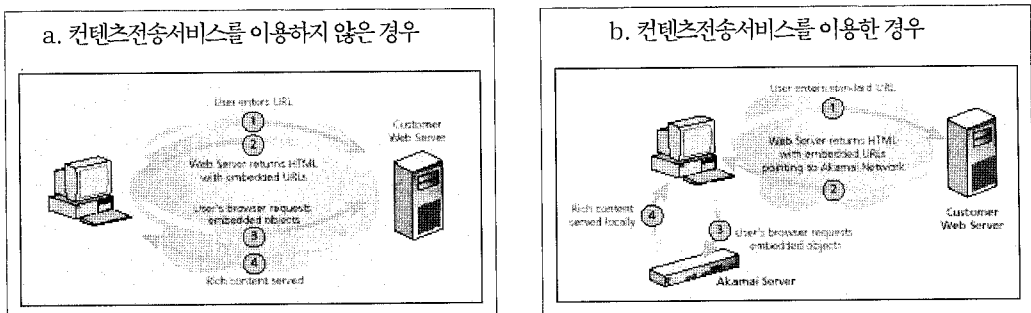 a. 컨텐츠전송서비스를 이용하지 않은 경우
User enters URL
1
2
Customer
Web Server
Web Server returns HTML
with embedded URLs
User's browser requests
embedded objects
3
4
Rich content served
b. 컨텐츠전송서비스를 이용한 경우
User enters standard URL
1
Web Server returns HTML
with embedded URLs
pointing to Akamai Network
2
Rich content
served locally
4
3
User's browser requests
embedded objects
Customer
Web Server
Akamai Server